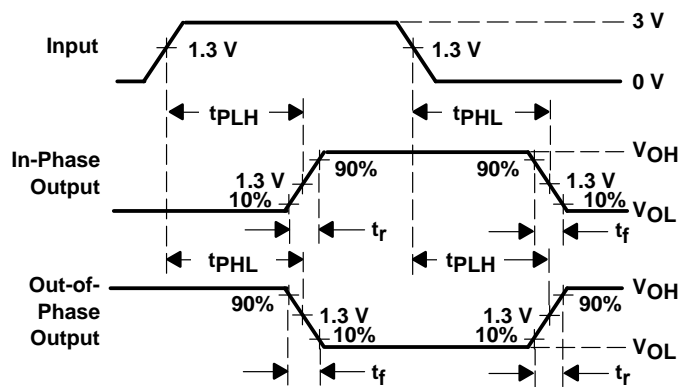 3 V
Input
1.3 V
1.3 V
0 V
tPLH
tPHL
In-Phase
Output
VOH
90%
90%
1.3 V
1.3 V
10%
10%
VOL
tr
tf
tPHL
tPLH
Out-of-
Phase
Output
VOH
90%
90%
1.3 V
1.3 V
10%
10%
VOL
tf
tr